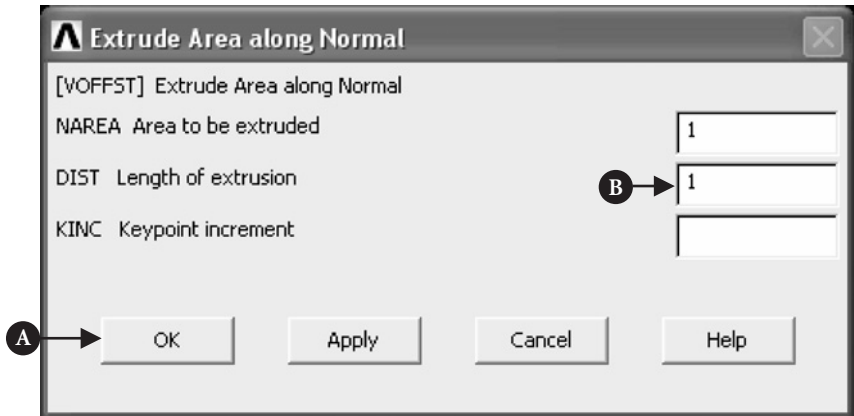 Extrude Area along Normal
[VOFFST] Extrude Area along Normal
NAREA Area to be extruded 1
DIST Length of extrusion B 1
KINC Keypoint increment
A OK Apply Cancel Help